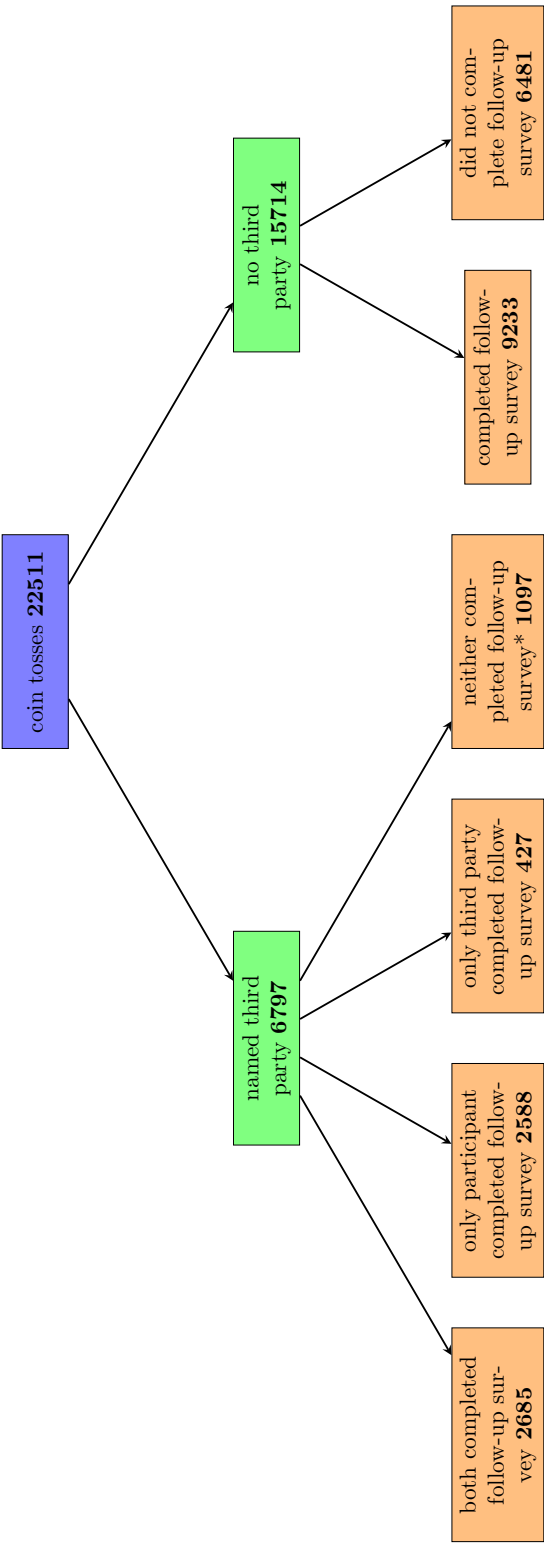 coin tosses 22511
named third
party 6797
no third
party 15714
both completed
follow-up sur-
vey 2685
only participant
completed follow-
up survey 2588
only third party
completed follow-
up survey 427
neither com-
pleted follow-up
survey* 1097
completed follow-
up survey 9233
did not com-
plete follow-up
survey 6481